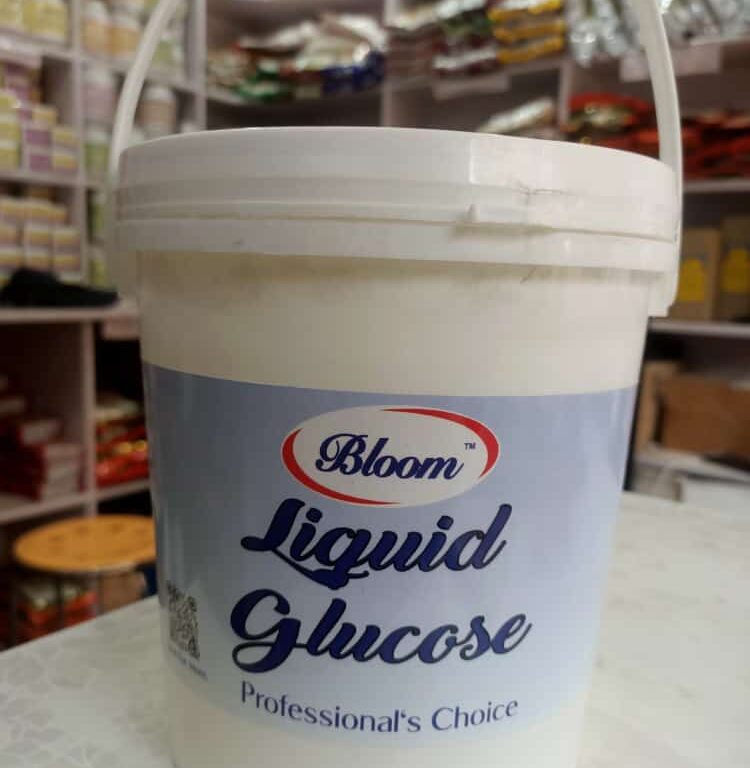 Bloom™
Liquid
Glucose
Professional's Choice